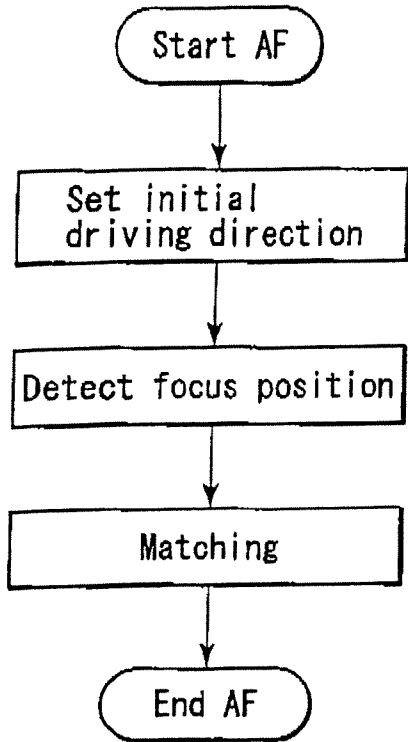 Start AF
Set initial
driving direction
Detect focus position
Matching
End AF